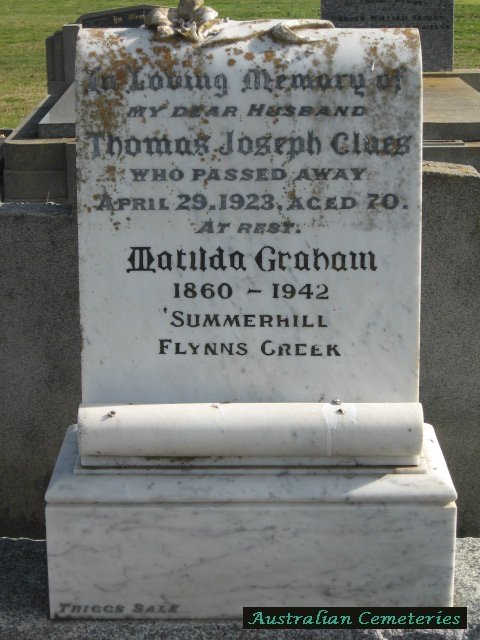 In Loving Memory of
MY DEAR HUSBAND
Thomas Joseph Clues
WHO PASSED AWAY
APRIL 29. 1923, AGED 70.
AT REST.
Matilda Graham
1860 - 1942
'SUMMERHILL
FLYNNS CREEK
TRIGGS SALE
Australian Cemeteries